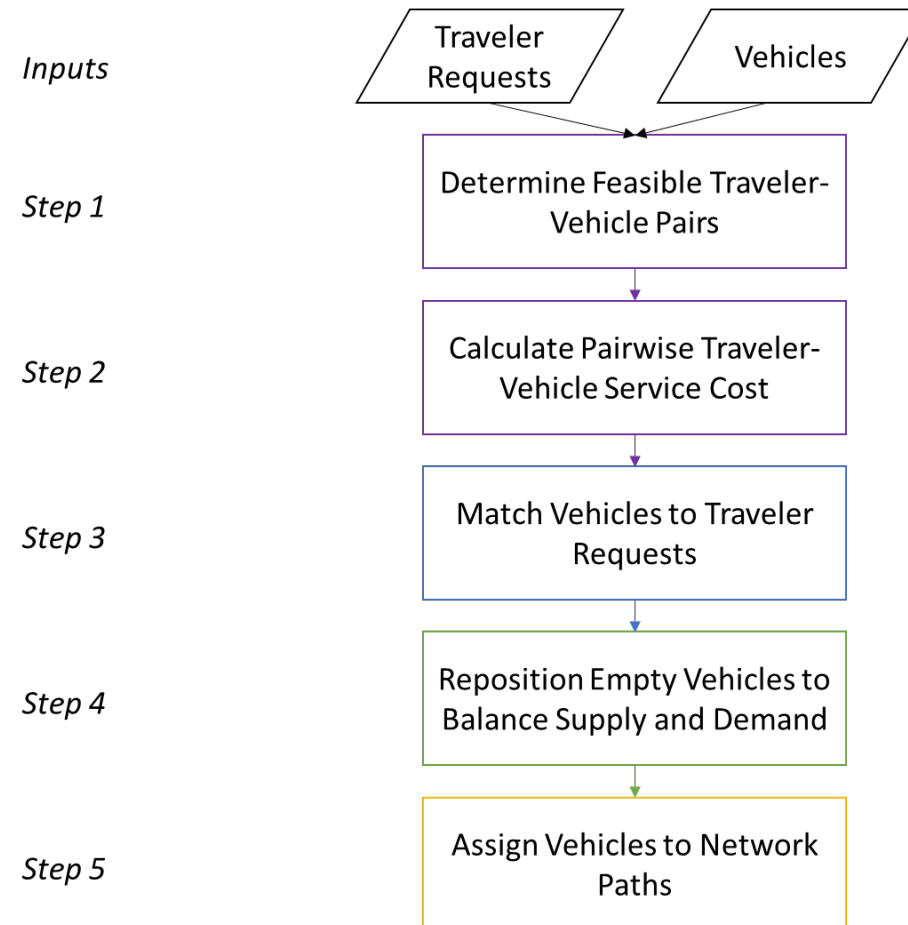 Inputs
Traveler
Requests
Vehicles
Step 1
Determine Feasible Traveler-
Vehicle Pairs
Step 2
Calculate Pairwise Traveler-
Vehicle Service Cost
Step 3
Match Vehicles to Traveler
Requests
Step 4
Reposition Empty Vehicles to
Balance Supply and Demand
Step 5
Assign Vehicles to Network
Paths